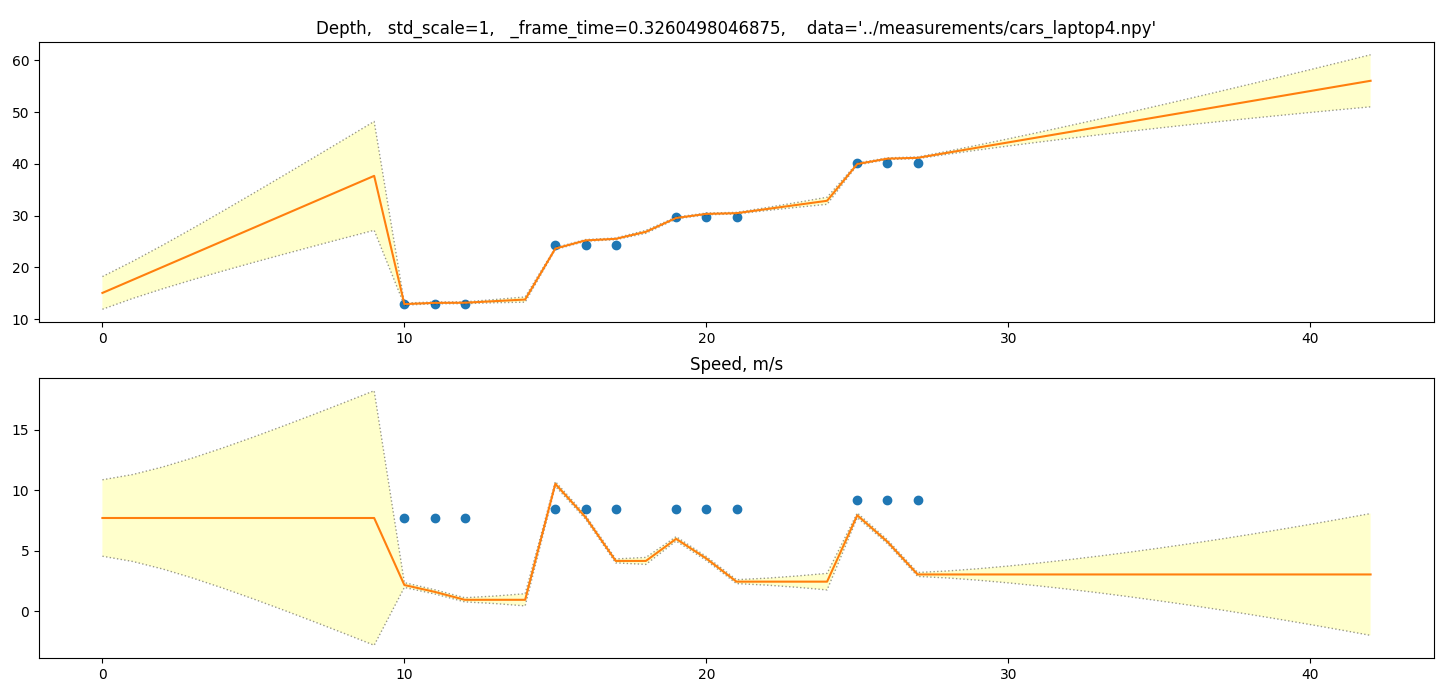 Depth,   std_scale=1,   _frame_time=0.3260498046875,    data='../measurements/cars_laptop4.npy'
60
50
40
30
20
10
0 10 20 30 40
Speed, m/s
15
10
5
0
0 10 20 30 40